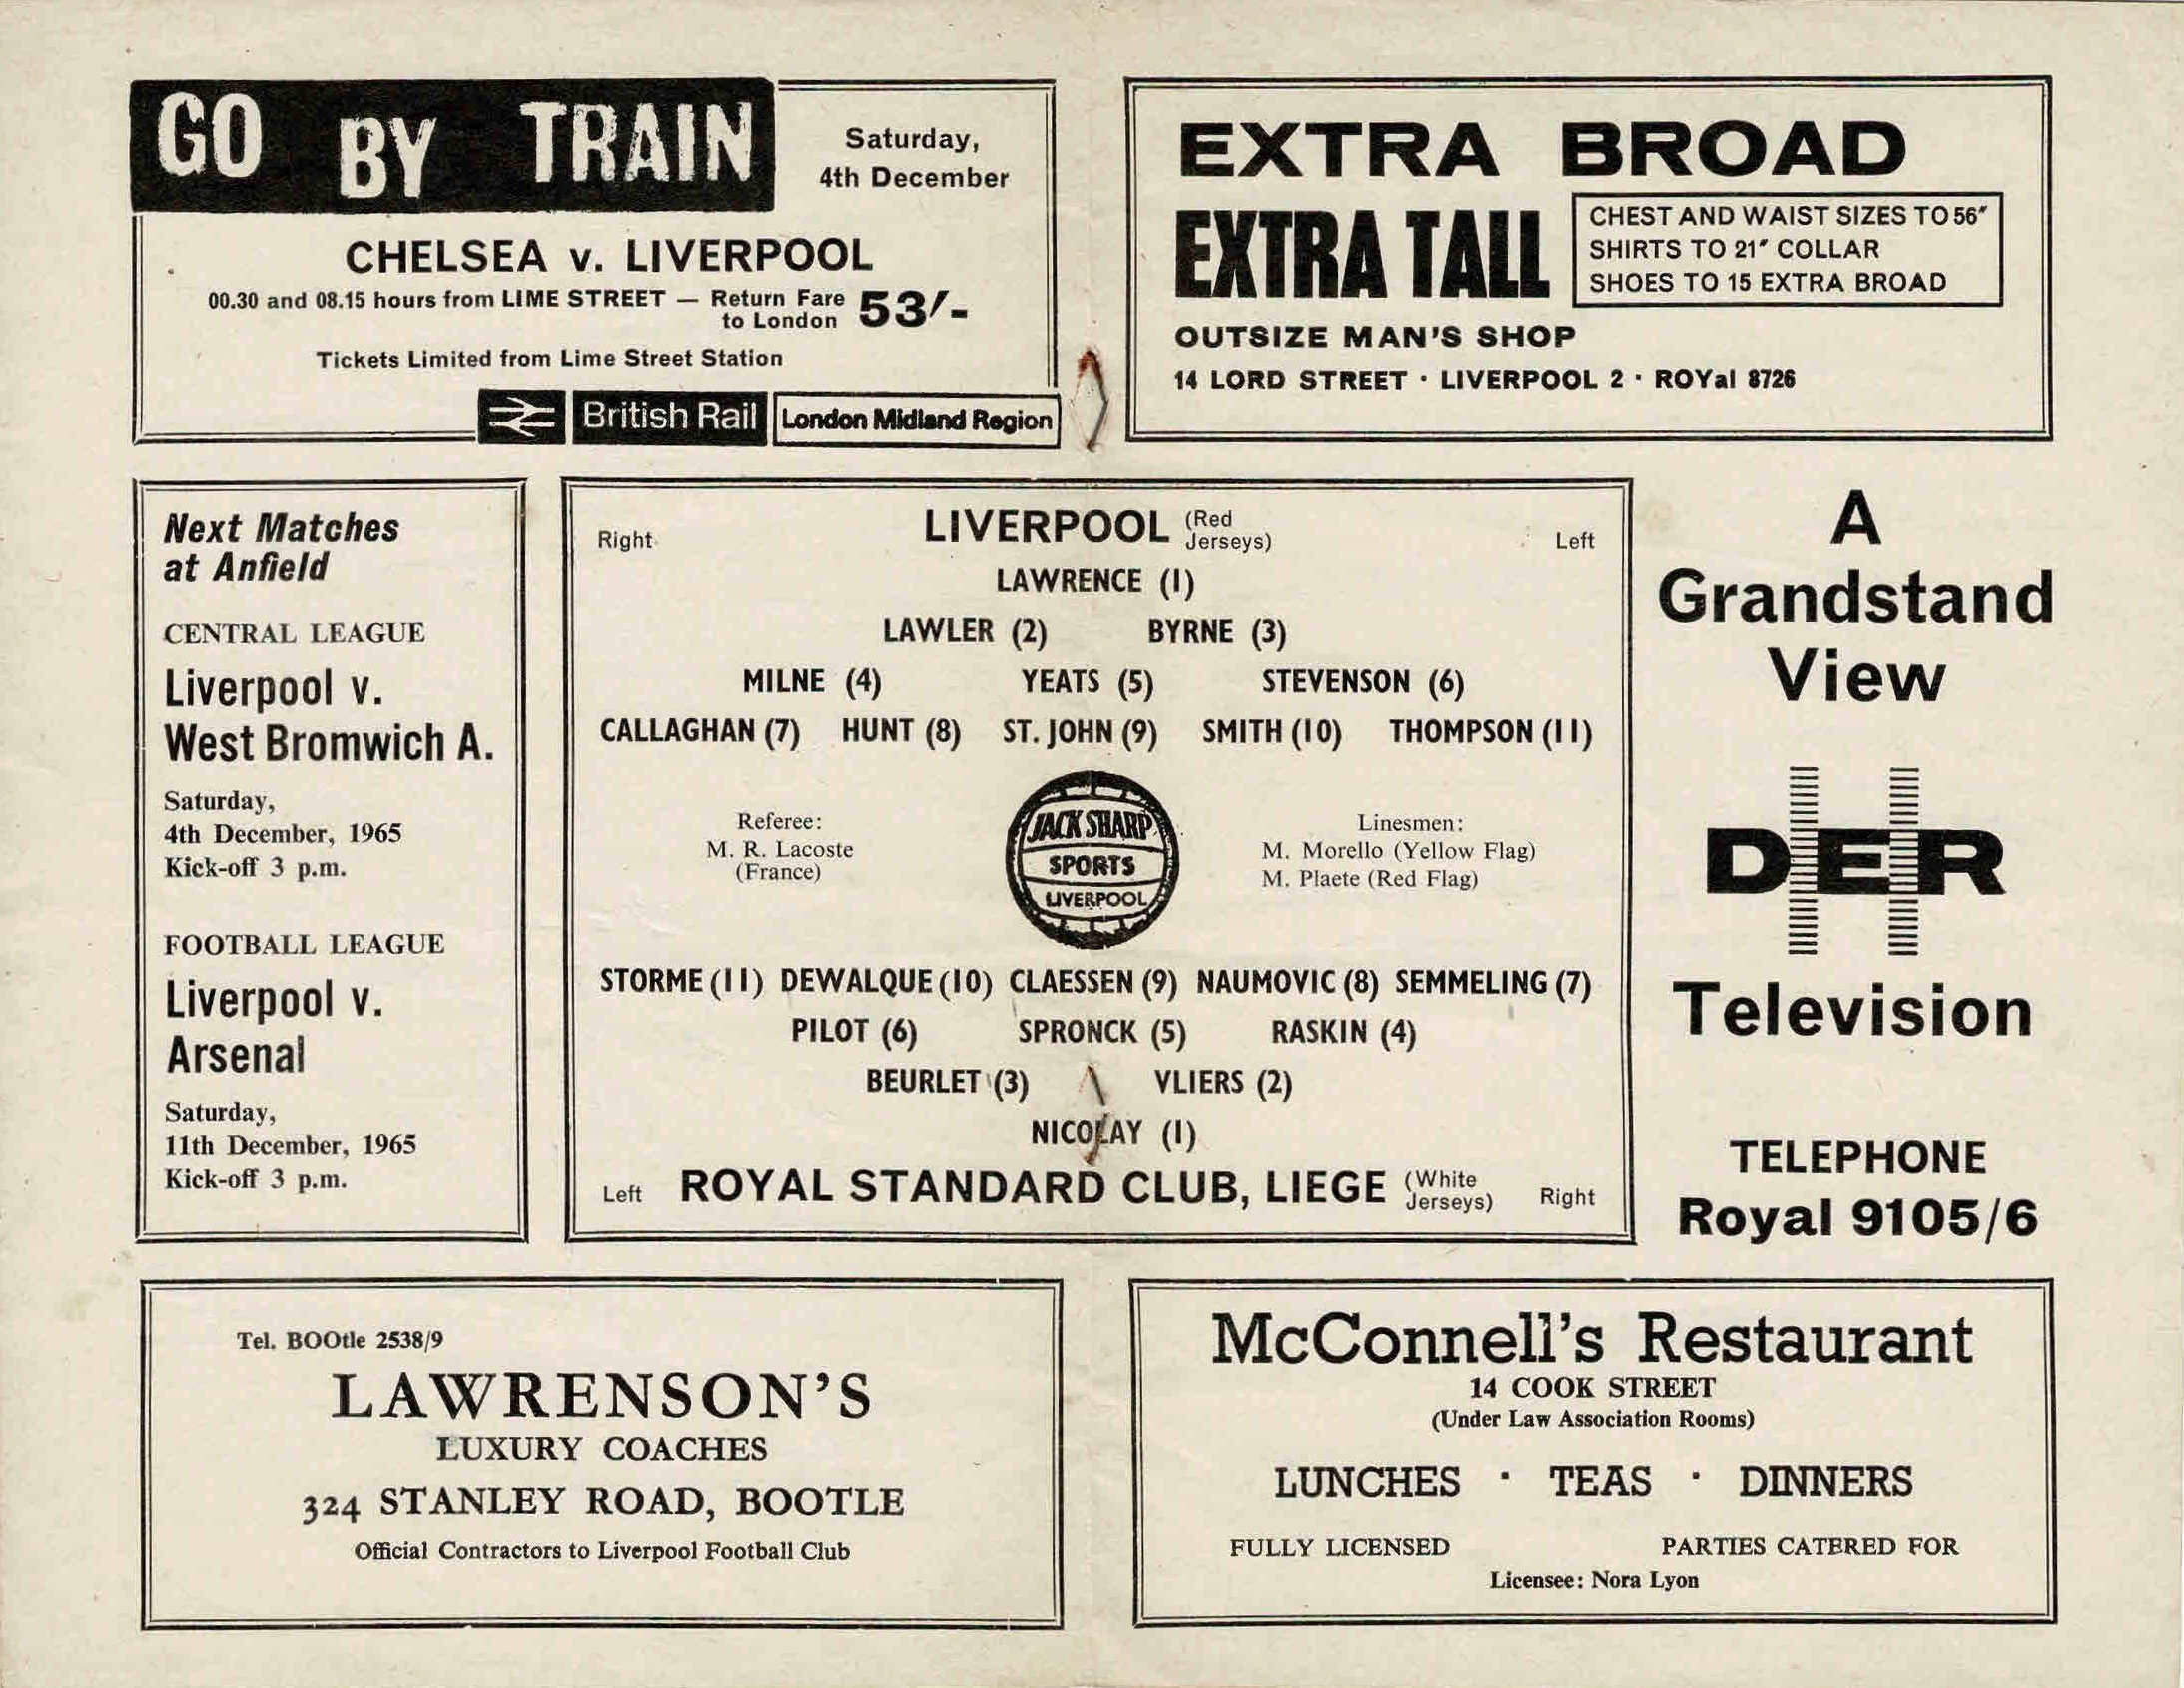 GO BY TRAIN
Saturday,
4th December
CHELSEA v. LIVERPOOL
00.30 and 08.15 hours from LIME STREET — Return Fare to London 53/-
Tickets Limited from Lime Street Station
British Rail London Midland Region
EXTRA BROAD
EXTRA TALL
CHEST AND WAIST SIZES TO 56"
SHIRTS TO 21" COLLAR
SHOES TO 15 EXTRA BROAD
OUTSIZE MAN'S SHOP
14 LORD STREET · LIVERPOOL 2 · ROYal 8726
Next Matches
at Anfield
CENTRAL LEAGUE
Liverpool v.
West Bromwich A.
Saturday,
4th December, 1965
Kick-off 3 p.m.
FOOTBALL LEAGUE
Liverpool v.
Arsenal
Saturday,
11th December, 1965
Kick-off 3 p.m.
Right LIVERPOOL (Red Jerseys) Left
LAWRENCE (1)
LAWLER (2) BYRNE (3)
MILNE (4) YEATS (5) STEVENSON (6)
CALLAGHAN (7) HUNT (8) ST. JOHN (9) SMITH (10) THOMPSON (11)
Referee:
M. R. Lacoste
(France)
JACK SHARP
SPORTS
LIVERPOOL
Linesmen:
M. Morello (Yellow Flag)
M. Plaete (Red Flag)
STORME (11) DEWALQUE (10) CLAESSEN (9) NAUMOVIC (8) SEMMELING (7)
PILOT (6) SPRONCK (5) RASKIN (4)
BEURLET (3) VLIERS (2)
NICOLAY (1)
Left ROYAL STANDARD CLUB, LIEGE (White Jerseys) Right
A
Grandstand
View
DER
Television
TELEPHONE
Royal 9105/6
Tel. BOOtle 2538/9
LAWRENSON'S
LUXURY COACHES
324 STANLEY ROAD, BOOTLE
Official Contractors to Liverpool Football Club
McConnell's Restaurant
14 COOK STREET
(Under Law Association Rooms)
LUNCHES · TEAS · DINNERS
FULLY LICENSED PARTIES CATERED FOR
Licensee: Nora Lyon